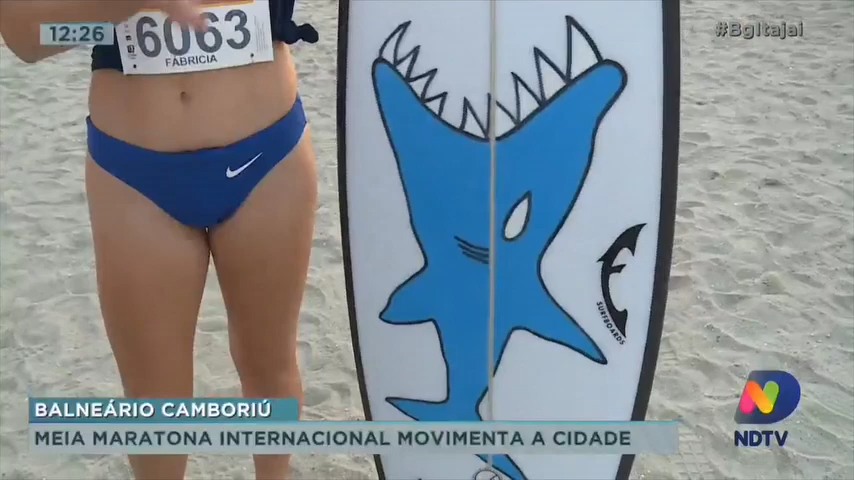 12:26
#BgItajaí
6063
FABRICIA
SURFBOARDS
BALNEÁRIO CAMBORIÚ
MEIA MARATONA INTERNACIONAL MOVIMENTA A CIDADE
NDTV